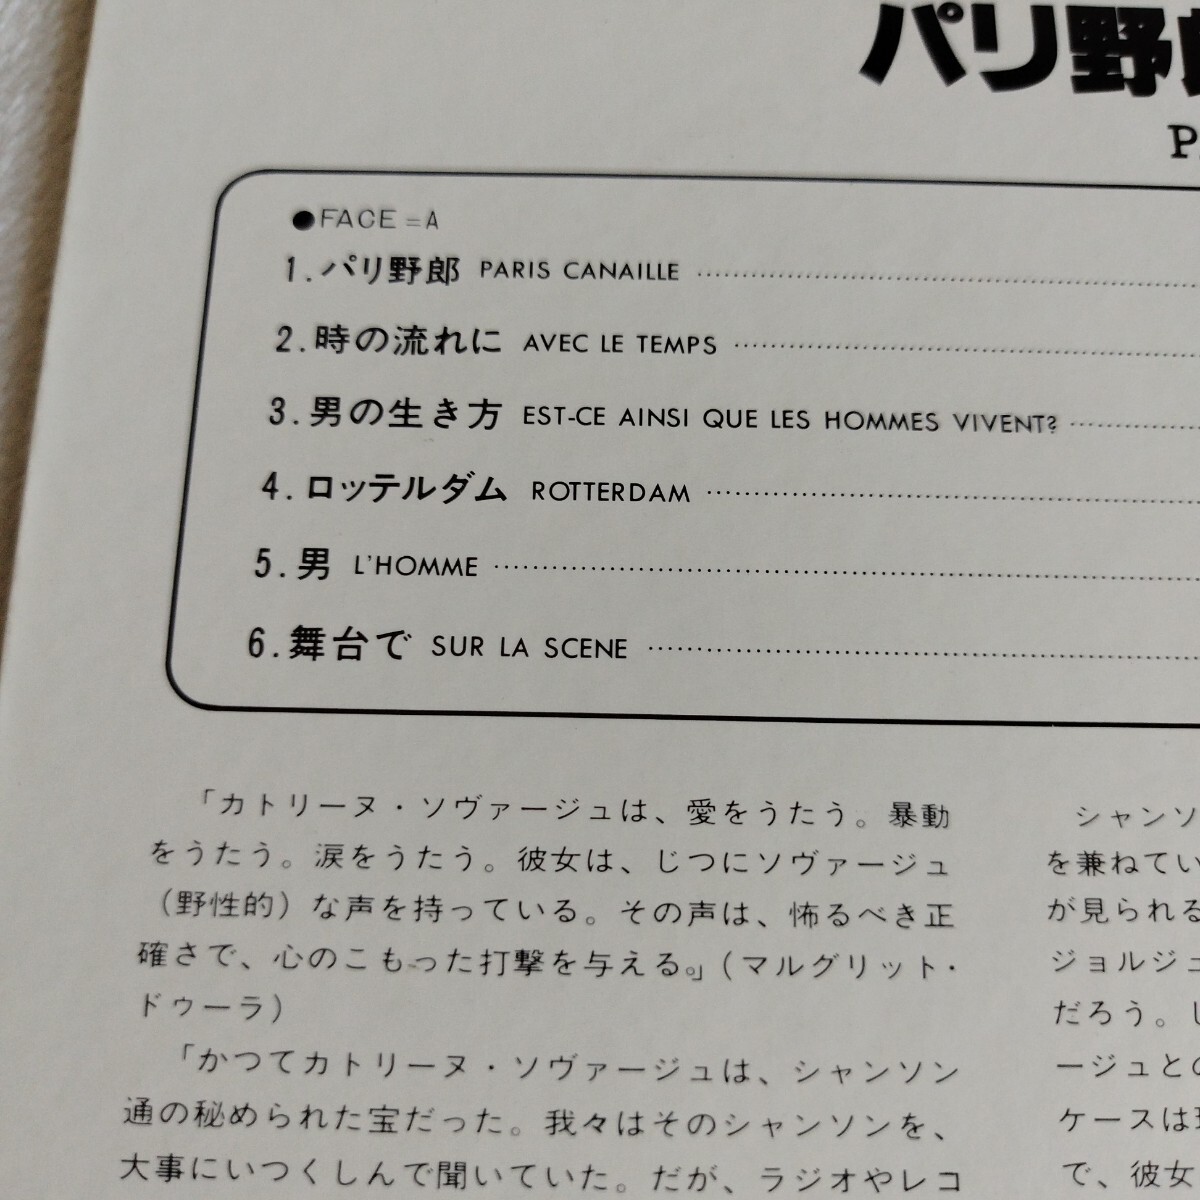 パリ野
P
●FACE=A
1.パリ野郎 PARIS CANAILLE
2.時の流れに AVEC LE TEMPS
3.男の生き方 EST-CE AINSI QUE LES HOMMES VIVENT?
4.ロッテルダム ROTTERDAM
5.男 L'HOMME
6.舞台で SUR LA SCENE
「カトリーヌ・ソヴァージュは、愛をうたう。暴動
をうたう。涙をうたう。彼女は、じつにソヴァージュ
（野性的）な声を持っている。その声は、怖るべき正
確さで、心のこもった打撃を与える。」（マルグリット・
ドゥーラ）
「かつてカトリーヌ・ソヴァージュは、シャンソン
通の秘められた宝だった。我々はそのシャンソンを、
大事にいつくしんで聞いていた。だが、ラジオやレコ
シャンソ
を兼ねてい
が見られる
ジョルジュ
だろう。し
ージュとの
ケースは
で、彼女